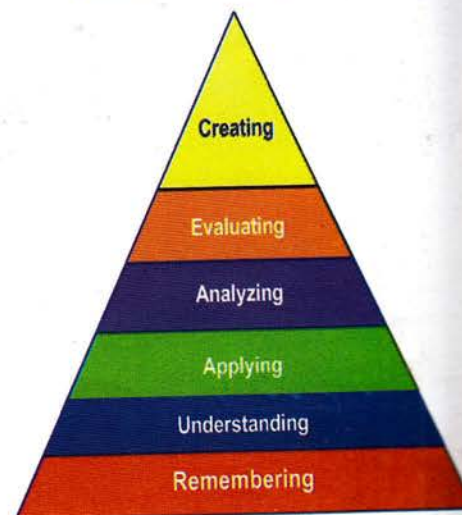 Creating
Evaluating
Analyzing
Applying
Understanding
Remembering